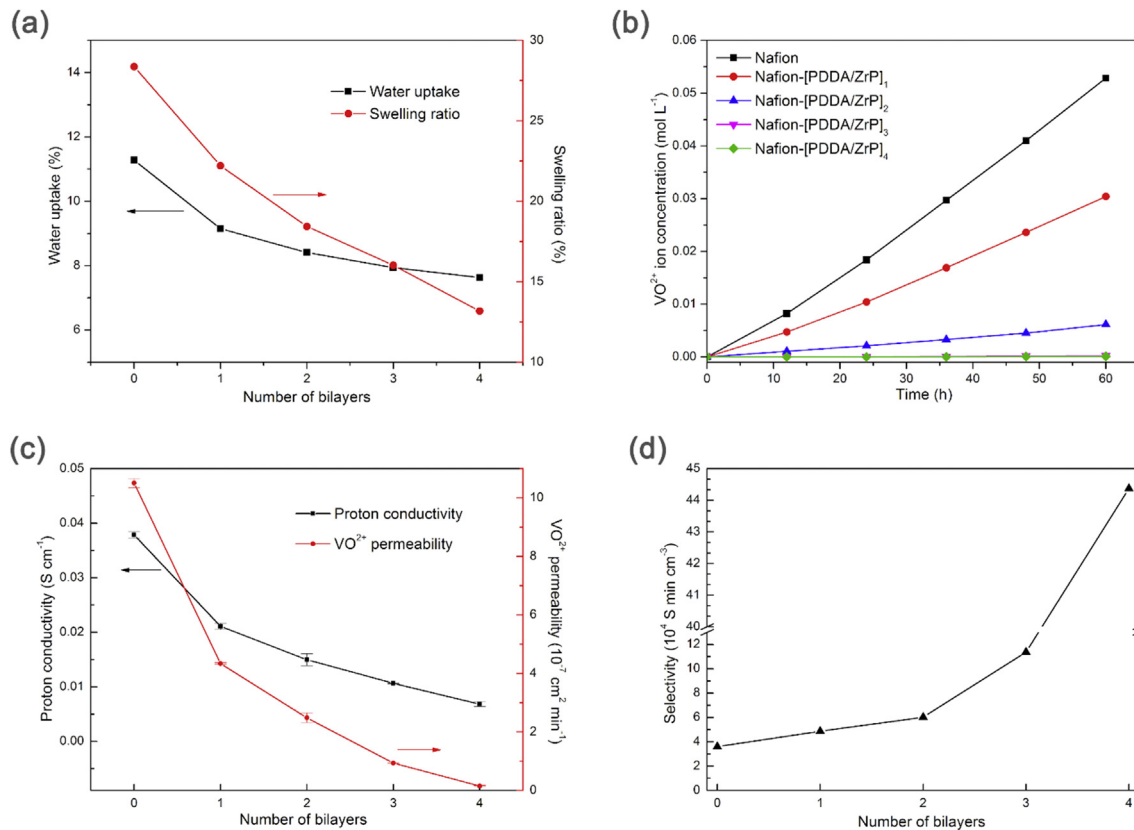 (a)
14
12
10
8
6
Water uptake (%)
Water uptake
Swelling ratio
30
25
20
15
10
Swelling ratio (%)
0 1 2 3 4
Number of bilayers
(b)
0.06
0.05
0.04
0.03
0.02
0.01
0.00
VO²⁺ ion concentration (mol L⁻¹)
Nafion
Nafion-[PDDA/ZrP]₁
Nafion-[PDDA/ZrP]₂
Nafion-[PDDA/ZrP]₃
Nafion-[PDDA/ZrP]₄
0 10 20 30 40 50 60
Time (h)
(c)
0.05
0.04
0.03
0.02
0.01
0.00
Proton conductivity (S cm⁻¹)
Proton conductivity
VO²⁺ permeability
10
8
6
4
2
0
VO²⁺ permeability (10⁻⁷ cm² min⁻¹)
0 1 2 3 4
Number of bilayers
(d)
45
44
43
42
41
40
12
10
8
6
4
2
0
Selectivity (10⁴ S min cm⁻³)
0 1 2 3 4
Number of bilayers